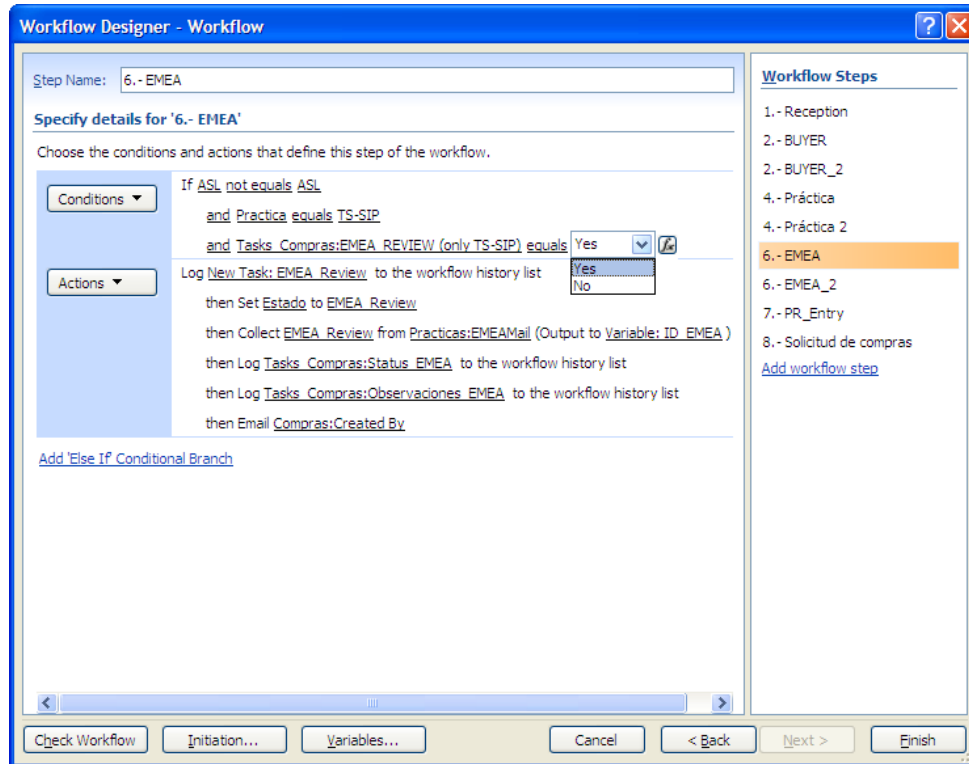 Workflow Designer - Workflow
Step Name: 6.- EMEA
Specify details for '6.- EMEA'
Choose the conditions and actions that define this step of the workflow.
Conditions
If ASL not equals ASL
and Practica equals TS-SIP
and Tasks_Compras:EMEA_REVIEW (only TS-SIP) equals Yes
Yes
No
Actions
Log New Task: EMEA_Review to the workflow history list
then Set Estado to EMEA_Review
then Collect EMEA_Review from Practicas:EMEAMail (Output to Variable: ID_EMEA )
then Log Tasks_Compras:Status_EMEA to the workflow history list
then Log Tasks_Compras:Observaciones_EMEA to the workflow history list
then Email Compras:Created By
Add 'Else If' Conditional Branch
Workflow Steps
1.- Reception
2.- BUYER
2.- BUYER_2
4.- Práctica
4.- Práctica 2
6.- EMEA
6.- EMEA_2
7.- PR_Entry
8.- Solicitud de compras
Add workflow step
Check Workflow
Initiation...
Variables...
Cancel
< Back
Next >
Finish